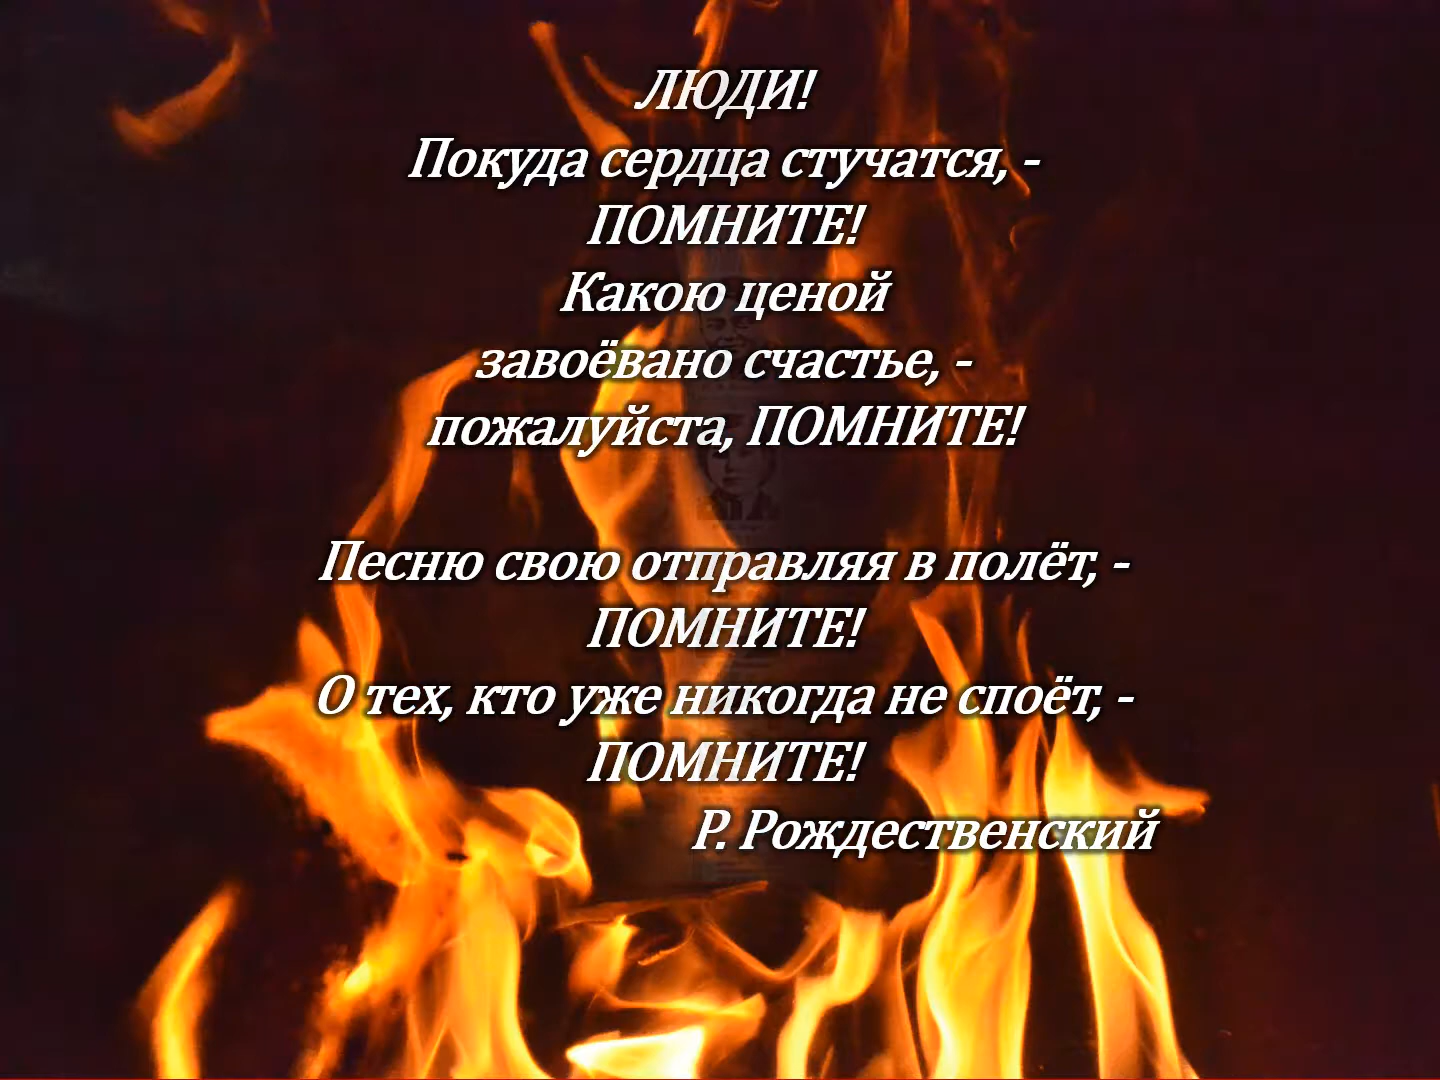 ЛЮДИ!
Покуда сердца стучатся, -
ПОМНИТЕ!
Какою ценой
завоёвано счастье, -
пожалуйста, ПОМНИТЕ!
Песню свою отправляя в полёт, -
ПОМНИТЕ!
О тех, кто уже никогда не споёт, -
ПОМНИТЕ!
Р. Рождественский